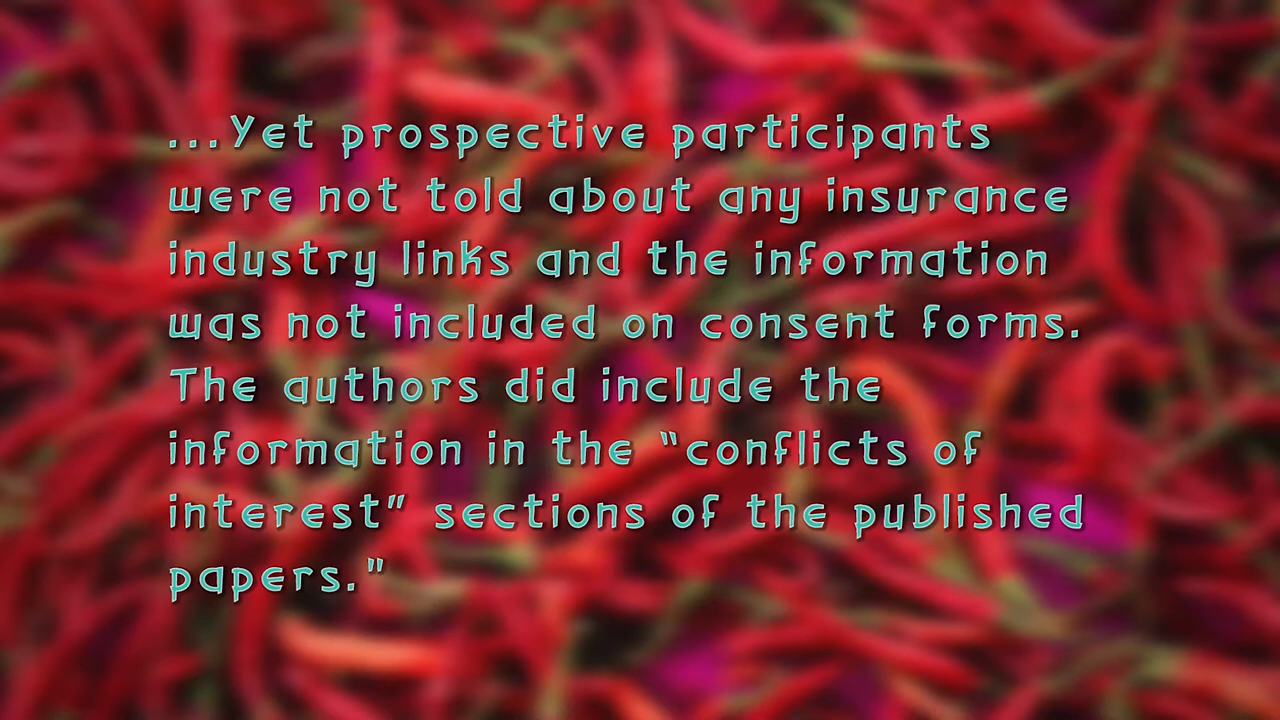 ...Yet prospective participants
were not told about any insurance
industry links and the information
was not included on consent forms.
The authors did include the
information in the “conflicts of
interest” sections of the published
papers."